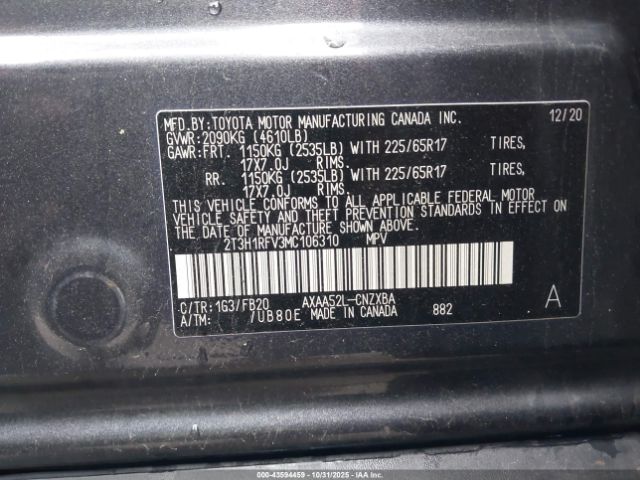 MFD.BY:TOYOTA MOTOR MANUFACTURING CANADA INC. 12/20
GVWR:2090KG (4610LB)
GAWR:FRT. 1150KG (2535LB) WITH 225/65R17 TIRES,
17X7.0J RIMS.
RR. 1150KG (2535LB) WITH 225/65R17 TIRES,
17X7.0J RIMS.
THIS VEHICLE CONFORMS TO ALL APPLICABLE FEDERAL MOTOR
VEHICLE SAFETY AND THEFT PREVENTION STANDARDS IN EFFECT ON
THE DATE OF MANUFACTURE SHOWN ABOVE.
2T3H1RFV3MC106310 MPV
C/TR:1G3/FB20 AXAA52L-CNZXBA A
A/TM: /UB80E MADE IN CANADA 882
000-43594459 - 10/31/2025 - IAAI.COM